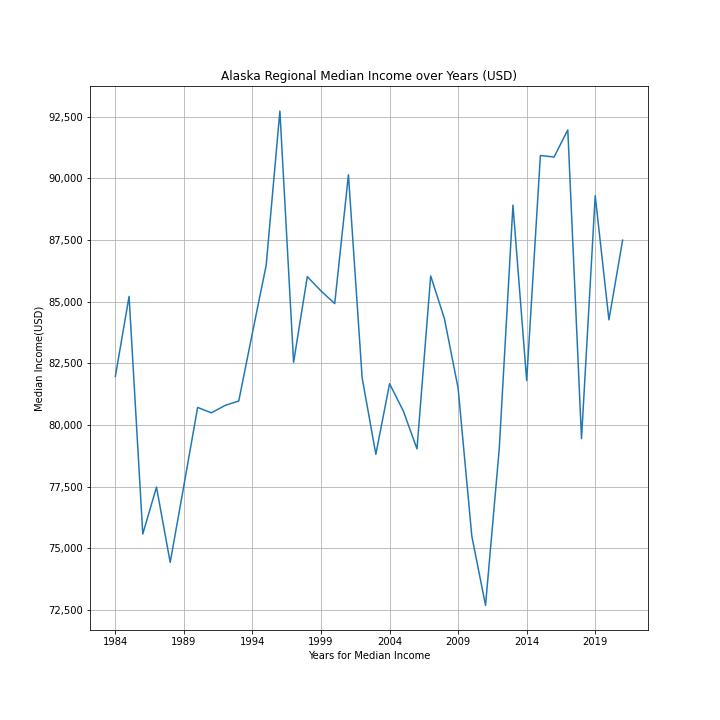 Alaska Regional Median Income over Years (USD)
92,500
90,000
87,500
85,000
82,500
80,000
77,500
75,000
72,500
Median Income(USD)
1984 1989 1994 1999 2004 2009 2014 2019
Years for Median Income